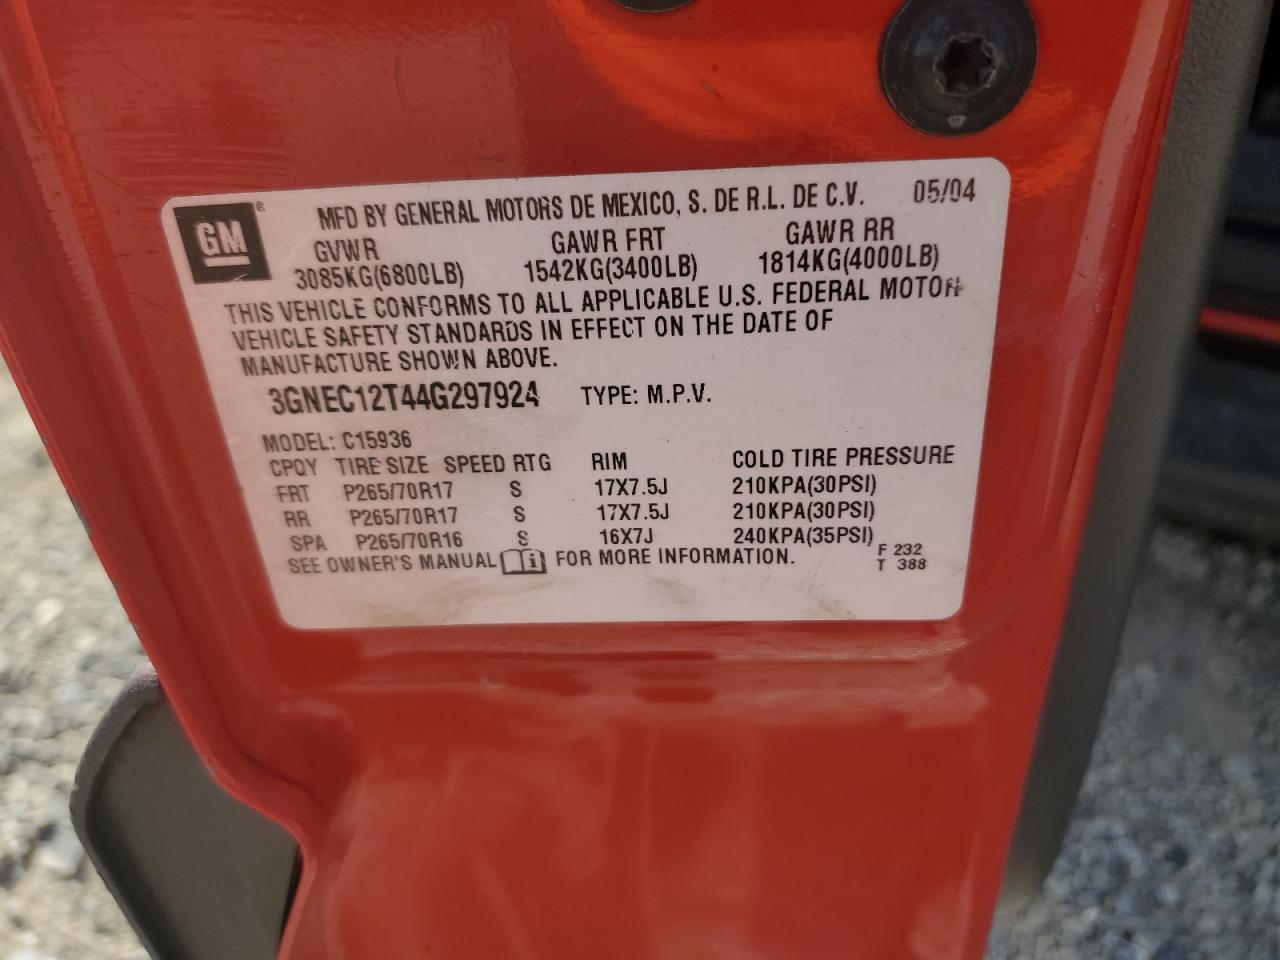 GM ® MFD BY GENERAL MOTORS DE MEXICO, S. DE R.L. DE C.V. 05/04
GVWR GAWR FRT GAWR RR
3085KG(6800LB) 1542KG(3400LB) 1814KG(4000LB)
THIS VEHICLE CONFORMS TO ALL APPLICABLE U.S. FEDERAL MOTOR
VEHICLE SAFETY STANDARDS IN EFFECT ON THE DATE OF
MANUFACTURE SHOWN ABOVE.
3GNEC12T44G297924 TYPE: M.P.V.
MODEL: C15936
CPQY TIRE SIZE SPEED RTG RIM COLD TIRE PRESSURE
FRT P265/70R17 S 17X7.5J 210KPA(30PSI)
RR P265/70R17 S 17X7.5J 210KPA(30PSI)
SPA P265/70R16 S 16X7J 240KPA(35PSI)
SEE OWNER'S MANUAL i FOR MORE INFORMATION. F 232
T 388